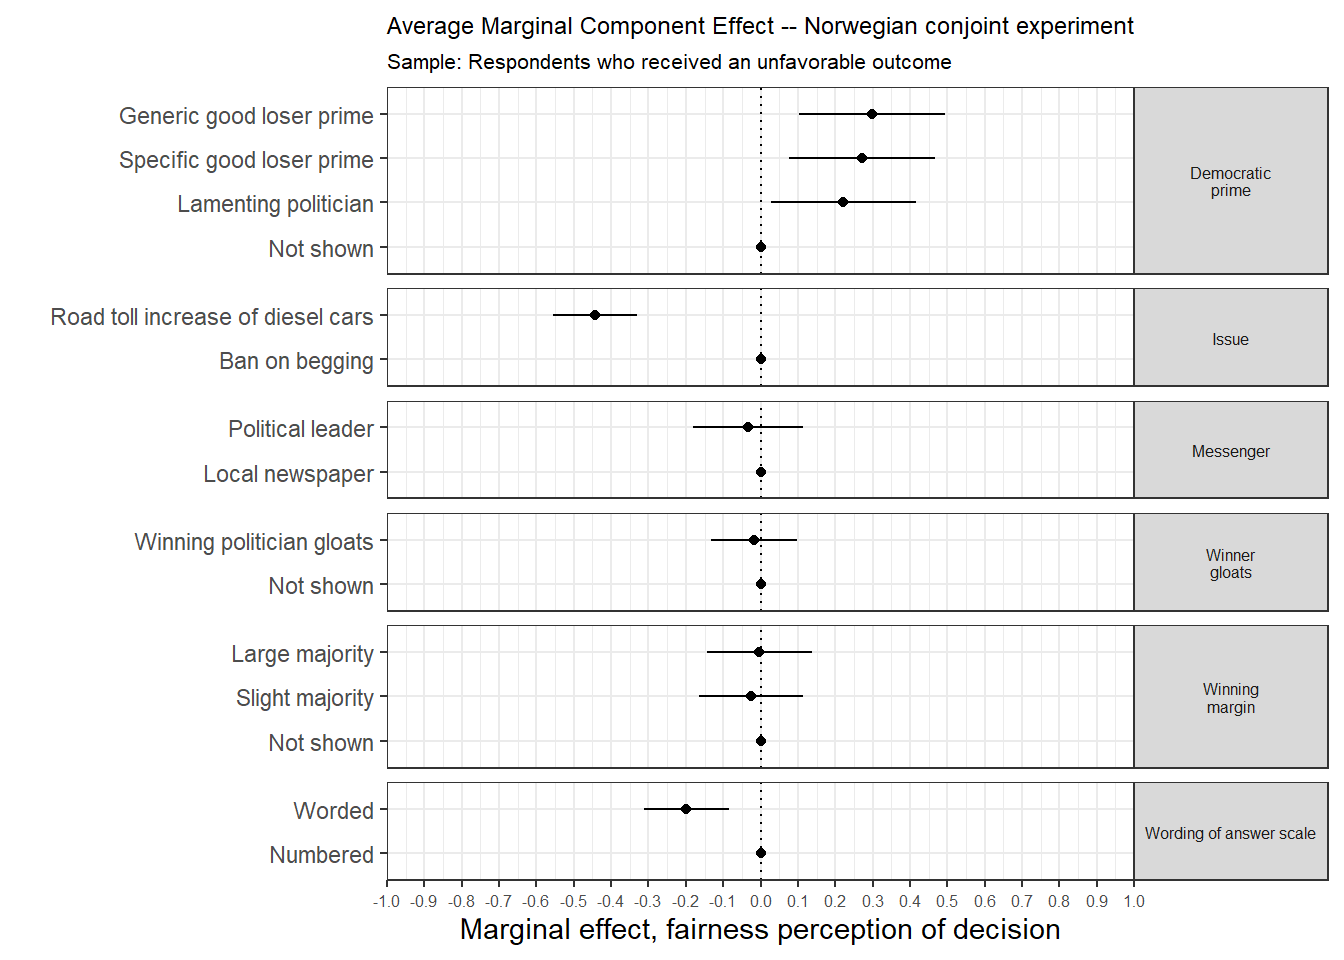 Average Marginal Component Effect -- Norwegian conjoint experiment
Sample: Respondents who received an unfavorable outcome
Generic good loser prime
Specific good loser prime
Lamenting politician
Not shown
Democratic
prime
Road toll increase of diesel cars
Ban on begging
Issue
Political leader
Local newspaper
Messenger
Winning politician gloats
Not shown
Winner
gloats
Large majority
Slight majority
Not shown
Winning
margin
Worded
Numbered
Wording of answer scale
-1.0 -0.9 -0.8 -0.7 -0.6 -0.5 -0.4 -0.3 -0.2 -0.1 0.0 0.1 0.2 0.3 0.4 0.5 0.6 0.7 0.8 0.9 1.0
Marginal effect, fairness perception of decision